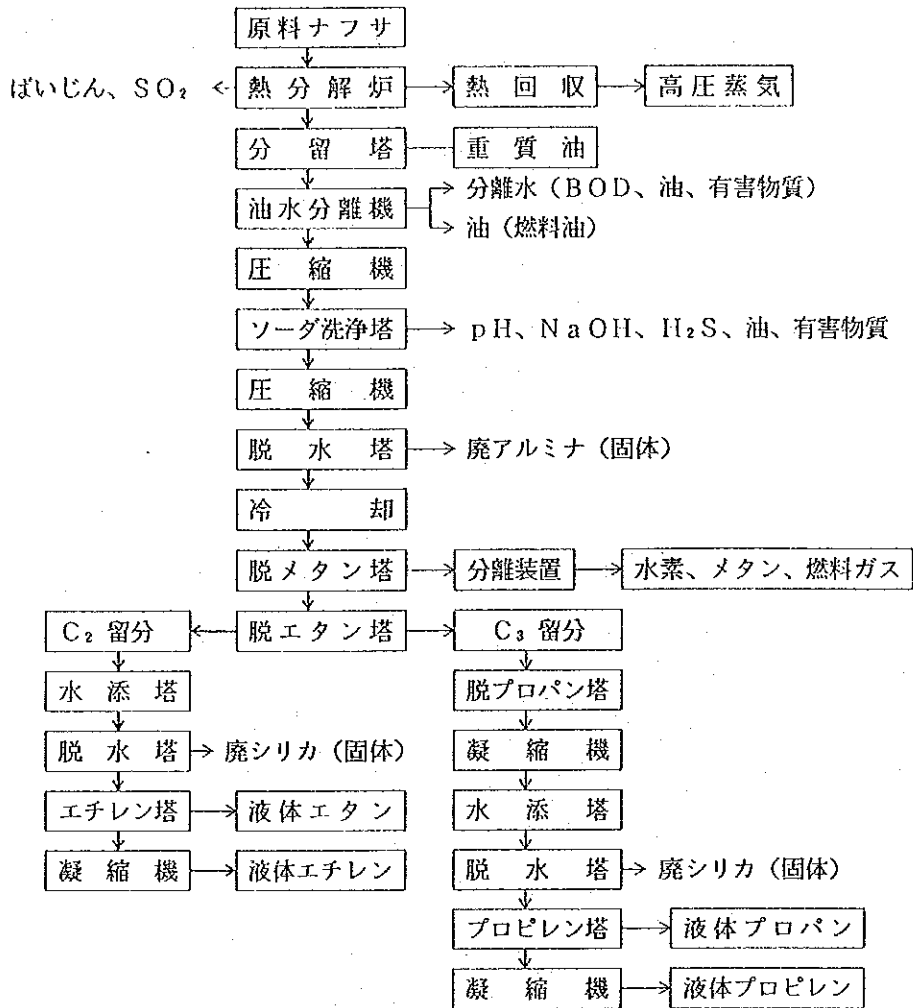 原料ナフサ
ばいじん、SO₂ 熱分解炉 熱回収 高圧蒸気
分留塔 重質油
分離水（BOD、油、有害物質）
油水分離機
油（燃料油）
圧縮機
ソーダ洗浄塔 pH、NaOH、H₂S、油、有害物質
圧縮機
脱水塔 廃アルミナ（固体）
冷却
脱メタン塔 分離装置 水素、メタン、燃料ガス
C₂留分 脱エタン塔 C₃留分
水添塔 脱プロパン塔
脱水塔 廃シリカ（固体） 凝縮機
エチレン塔 液体エタン 水添塔
凝縮機 液体エチレン 脱水塔 廃シリカ（固体）
プロピレン塔 液体プロパン
凝縮機 液体プロピレン